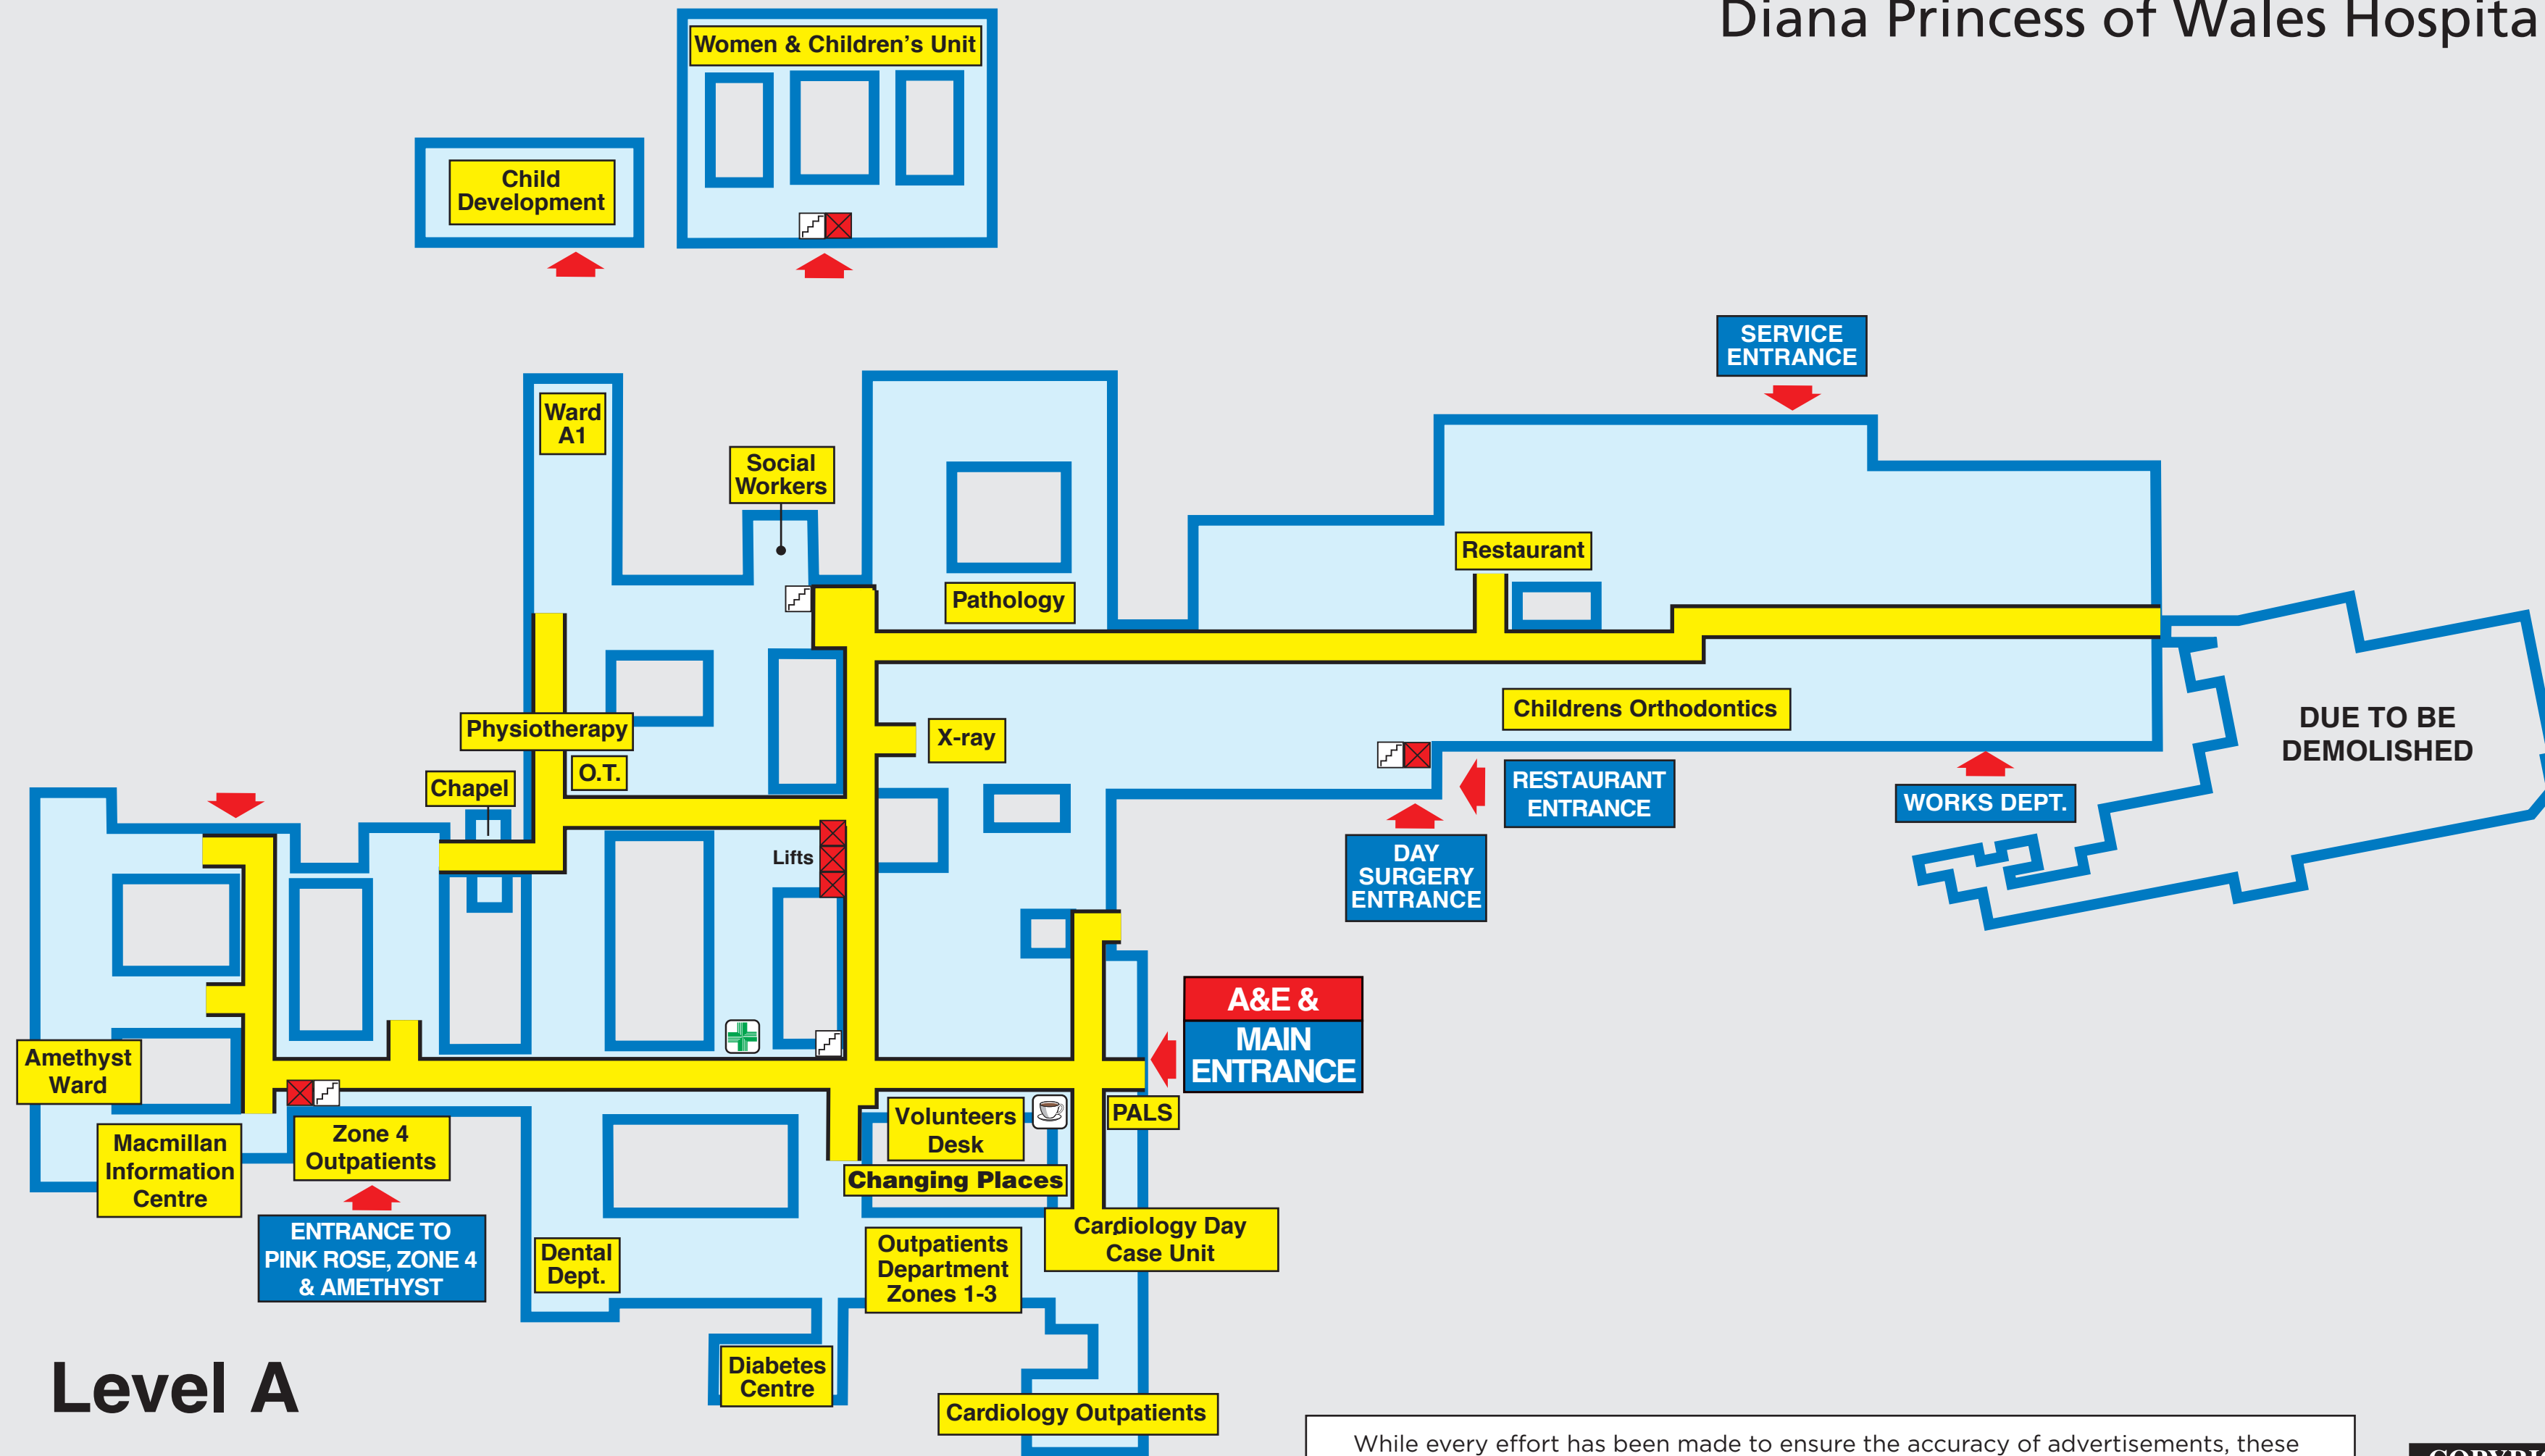 Diana Princess of Wales Hospita
Women & Children’s Unit
Child
Development
SERVICE
ENTRANCE
Ward
A1
Social
Workers
Restaurant
Pathology
Childrens Orthodontics
DUE TO BE
DEMOLISHED
Physiotherapy
X-ray
O.T.
Chapel
RESTAURANT
ENTRANCE
WORKS DEPT.
Lifts
DAY
SURGERY
ENTRANCE
A&E &
MAIN
ENTRANCE
Amethyst
Ward
PALS
Volunteers
Desk
Macmillan
Information
Centre
Zone 4
Outpatients
Changing Places
ENTRANCE TO
PINK ROSE, ZONE 4
& AMETHYST
Dental
Dept.
Outpatients
Department
Zones 1-3
Cardiology Day
Case Unit
Diabetes
Centre
Level A
Cardiology Outpatients
While every effort has been made to ensure the accuracy of advertisements, these